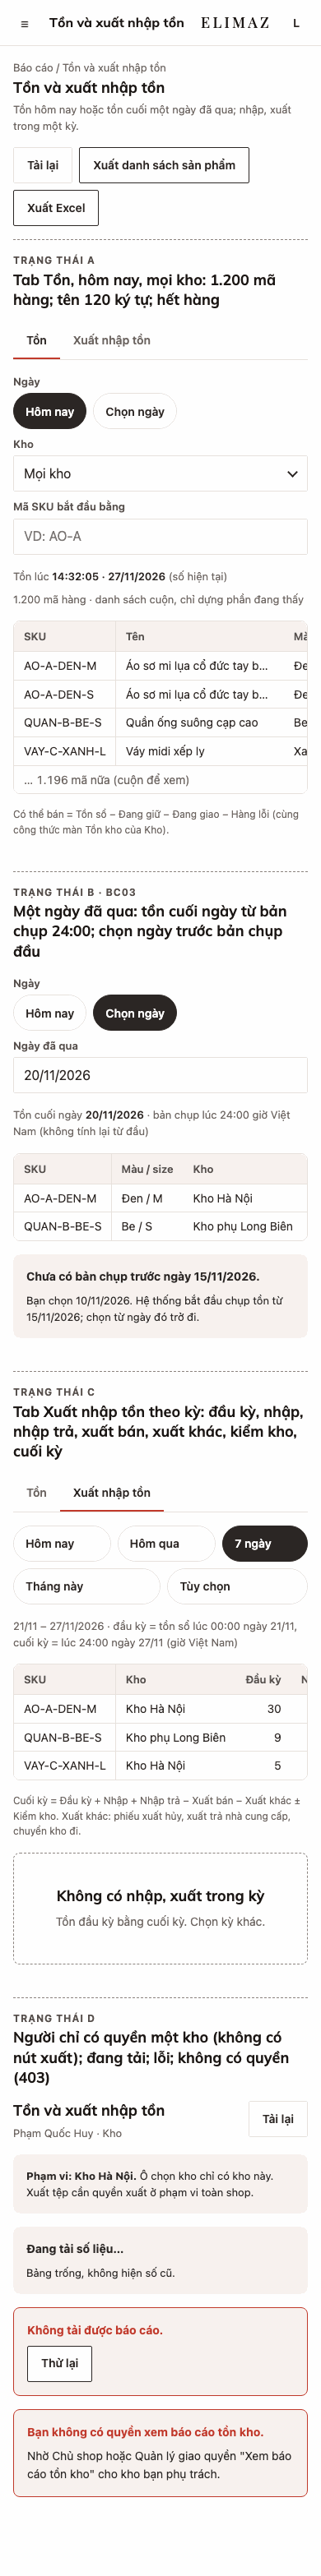 ≡ Tồn và xuất nhập tồn ELIMAZ L
Báo cáo / Tồn và xuất nhập tồn
Tồn và xuất nhập tồn
Tồn hôm nay hoặc tồn cuối một ngày đã qua; nhập, xuất
trong một kỳ.
Tải lại Xuất danh sách sản phẩm
Xuất Excel
TRẠNG THÁI A
Tab Tồn, hôm nay, mọi kho: 1.200 mã
hàng; tên 120 ký tự; hết hàng
Tồn Xuất nhập tồn
Ngày
Hôm nay Chọn ngày
Kho
Mọi kho
Mã SKU bắt đầu bằng
VD: AO-A
Tồn lúc 14:32:05 · 27/11/2026 (số hiện tại)
1.200 mã hàng · danh sách cuộn, chỉ dựng phần đang thấy
SKU Tên Mà
AO-A-DEN-M Áo sơ mi lụa cổ đức tay b... Đe
AO-A-DEN-S Áo sơ mi lụa cổ đức tay b... Đe
QUAN-B-BE-S Quần ống suông cạp cao Be
VAY-C-XANH-L Váy midi xếp ly Xa
... 1.196 mã nữa (cuộn để xem)
Có thể bán = Tồn sổ − Đang giữ − Đang giao − Hàng lỗi (cùng
công thức màn Tồn kho của Kho).
TRẠNG THÁI B · BC03
Một ngày đã qua: tồn cuối ngày từ bản
chụp 24:00; chọn ngày trước bản chụp
đầu
Ngày
Hôm nay Chọn ngày
Ngày đã qua
20/11/2026
Tồn cuối ngày 20/11/2026 · bản chụp lúc 24:00 giờ Việt
Nam (không tính lại từ đầu)
SKU Màu / size Kho
AO-A-DEN-M Đen / M Kho Hà Nội
QUAN-B-BE-S Be / S Kho phụ Long Biên
Chưa có bản chụp trước ngày 15/11/2026.
Bạn chọn 10/11/2026. Hệ thống bắt đầu chụp tồn từ
15/11/2026; chọn từ ngày đó trở đi.
TRẠNG THÁI C
Tab Xuất nhập tồn theo kỳ: đầu kỳ, nhập,
nhập trả, xuất bán, xuất khác, kiểm kho,
cuối kỳ
Tồn Xuất nhập tồn
Hôm nay Hôm qua 7 ngày
Tháng này Tùy chọn
21/11 – 27/11/2026 · đầu kỳ = tồn sổ lúc 00:00 ngày 21/11,
cuối kỳ = lúc 24:00 ngày 27/11 (giờ Việt Nam)
SKU Kho Đầu kỳ N
AO-A-DEN-M Kho Hà Nội 30
QUAN-B-BE-S Kho phụ Long Biên 9
VAY-C-XANH-L Kho Hà Nội 5
Cuối kỳ = Đầu kỳ + Nhập + Nhập trả − Xuất bán − Xuất khác ±
Kiểm kho. Xuất khác: phiếu xuất hủy, xuất trả nhà cung cấp,
chuyển kho đi.
Không có nhập, xuất trong kỳ
Tồn đầu kỳ bằng cuối kỳ. Chọn kỳ khác.
TRẠNG THÁI D
Người chỉ có quyền một kho (không có
nút xuất); đang tải; lỗi; không có quyền
(403)
Tồn và xuất nhập tồn Tải lại
Phạm Quốc Huy · Kho
Phạm vi: Kho Hà Nội. Ô chọn kho chỉ có kho này.
Xuất tệp cần quyền xuất ở phạm vi toàn shop.
Đang tải số liệu...
Bảng trống, không hiện số cũ.
Không tải được báo cáo.
Thử lại
Bạn không có quyền xem báo cáo tồn kho.
Nhờ Chủ shop hoặc Quản lý giao quyền "Xem báo
cáo tồn kho" cho kho bạn phụ trách.